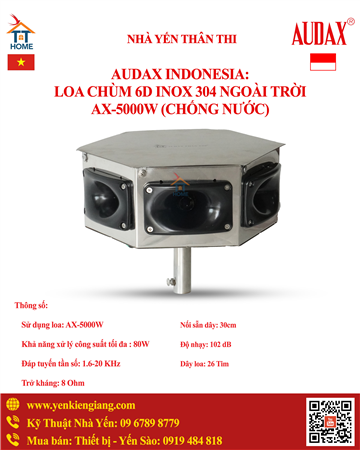 TT
HOME
NHÀ YẾN THÂN THI
AUDAX
AUDAX INDONESIA:
LOA CHÙM 6D INOX 304 NGOÀI TRỜI
AX-5000W (CHỐNG NƯỚC)
HOME
Thông số:
Sử dụng loa: AX-5000W
Nối sẵn dây: 30cm
Khả năng xử lý công suất tối đa : 80W
Độ nhạy: 102 dB
Đáp tuyến tần số: 1.6-20 KHz
Dây loa: 26 Tim
Trở kháng: 8 Ohm
www.yenkiengiang.com
Kỹ Thuật Nhà Yến: 09 6789 8779
Mua bán: Thiết bị - Yến Sào: 0919 484 818